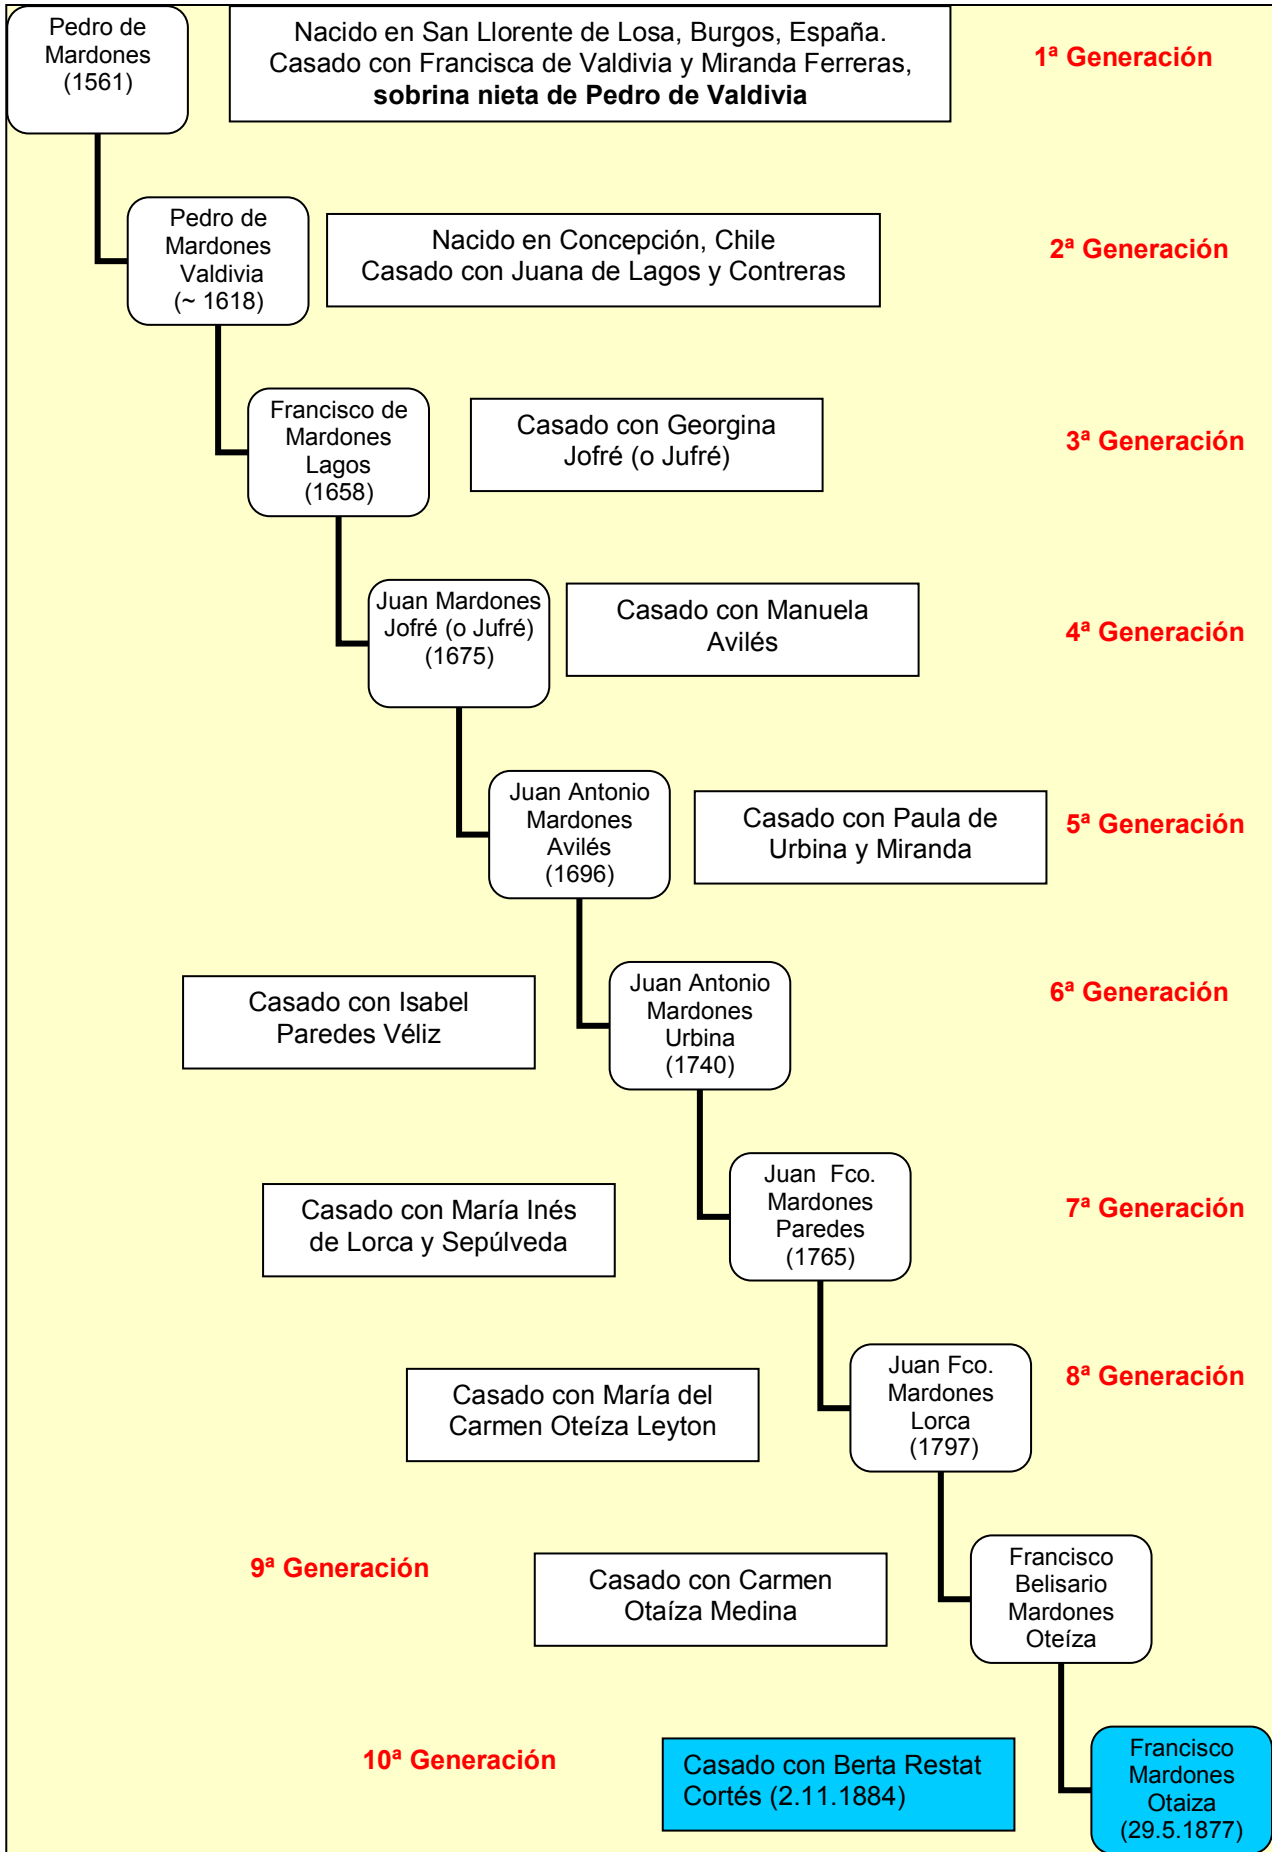 Pedro de
Mardones
(1561)
Nacido en San Llorente de Losa, Burgos, España.
Casado con Francisca de Valdivia y Miranda Ferreras,
sobrina nieta de Pedro de Valdivia
1ª Generación
Pedro de
Mardones
Valdivia
(~ 1618)
Nacido en Concepción, Chile
Casado con Juana de Lagos y Contreras
2ª Generación
Francisco de
Mardones
Lagos
(1658)
Casado con Georgina
Jofré (o Jufré)
3ª Generación
Juan Mardones
Jofré (o Jufré)
(1675)
Casado con Manuela
Avilés
4ª Generación
Juan Antonio
Mardones
Avilés
(1696)
Casado con Paula de
Urbina y Miranda
5ª Generación
Casado con Isabel
Paredes Véliz
Juan Antonio
Mardones
Urbina
(1740)
6ª Generación
Casado con María Inés
de Lorca y Sepúlveda
Juan Fco.
Mardones
Paredes
(1765)
7ª Generación
Casado con María del
Carmen Oteíza Leyton
Juan Fco.
Mardones
Lorca
(1797)
8ª Generación
9ª Generación
Casado con Carmen
Otaíza Medina
Francisco
Belisario
Mardones
Oteíza
10ª Generación
Casado con Berta Restat
Cortés (2.11.1884)
Francisco
Mardones
Otaiza
(29.5.1877)